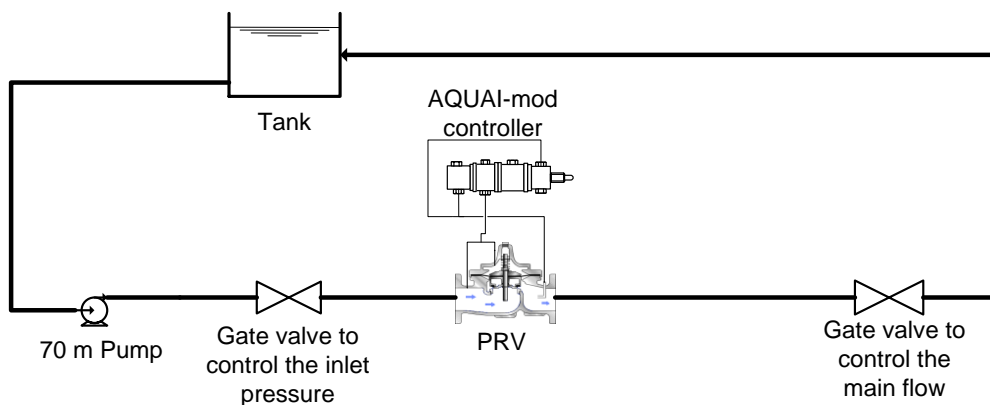 Tank
AQUAI-mod
controller
70 m Pump
Gate valve to
control the inlet
pressure
PRV
Gate valve to
control the
main flow